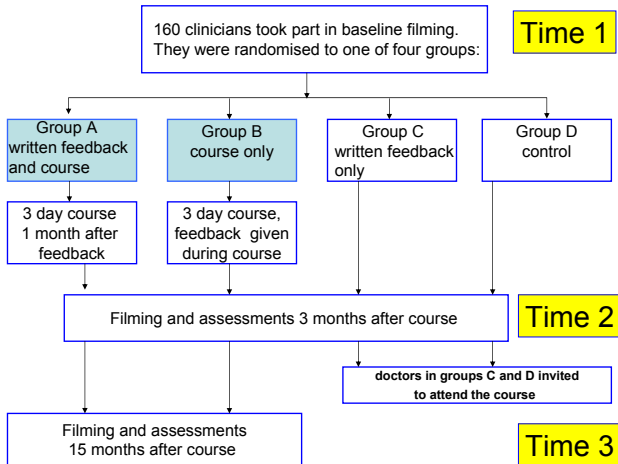 160 clinicians took part in baseline filming.
They were randomised to one of four groups:
Time 1
Group A
written feedback
and course
Group B
course only
Group C
written feedback
only
Group D
control
3 day course
1 month after
feedback
3 day course,
feedback given
during course
Filming and assessments 3 months after course
Time 2
doctors in groups C and D invited
to attend the course
Filming and assessments
15 months after course
Time 3